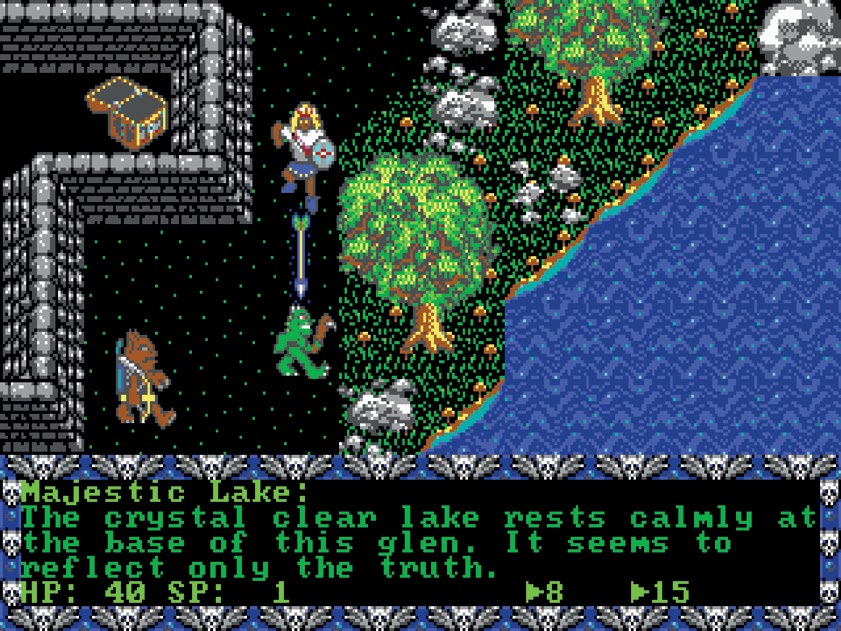 Majestic Lake:
The crystal clear lake rests calmly at
the base of this glen. It seems to
reflect only the truth.
HP: 40 SP: 1 ▶8 ▶15